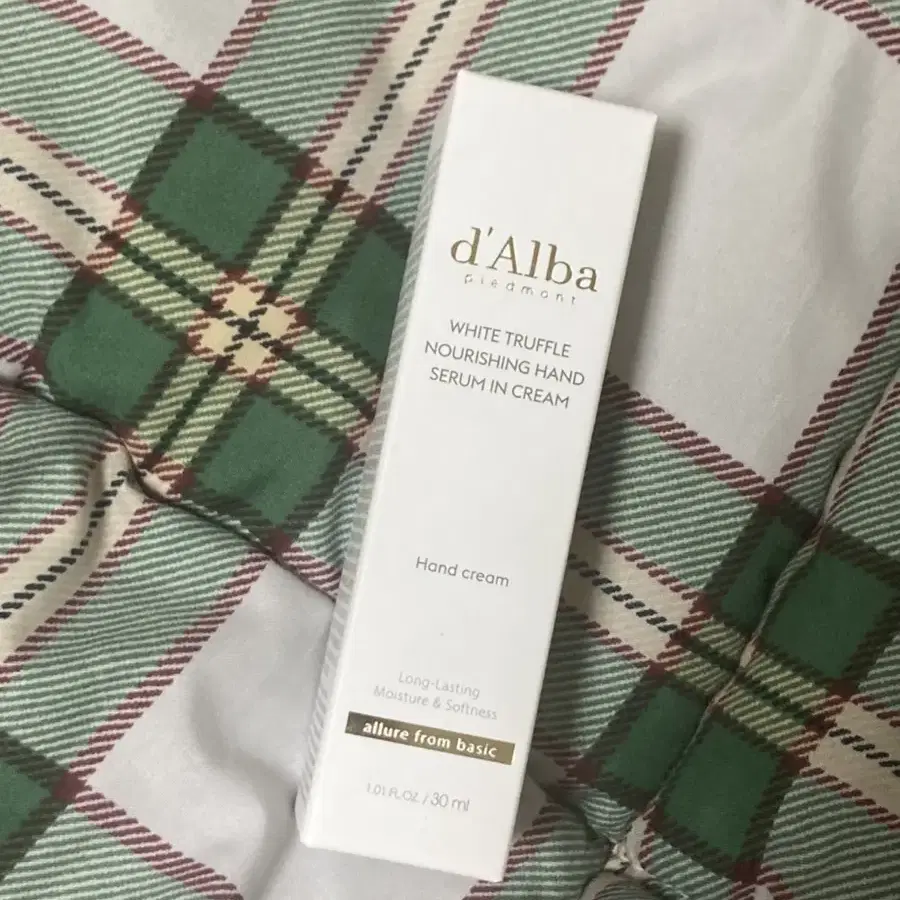 d'Alba
piedmont
WHITE TRUFFLE
NOURISHING HAND
SERUM IN CREAM
Hand cream
Long-Lasting
Moisture & Softness
allure from basic
1.01 FL.OZ / 30 ml